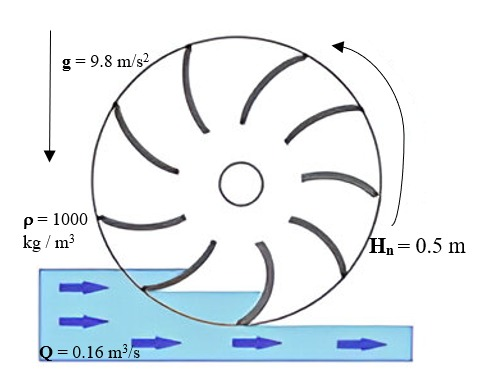 g = 9.8 m/s²
ρ = 1000
kg / m³
Hₙ = 0.5 m
Q = 0.16 m³/s